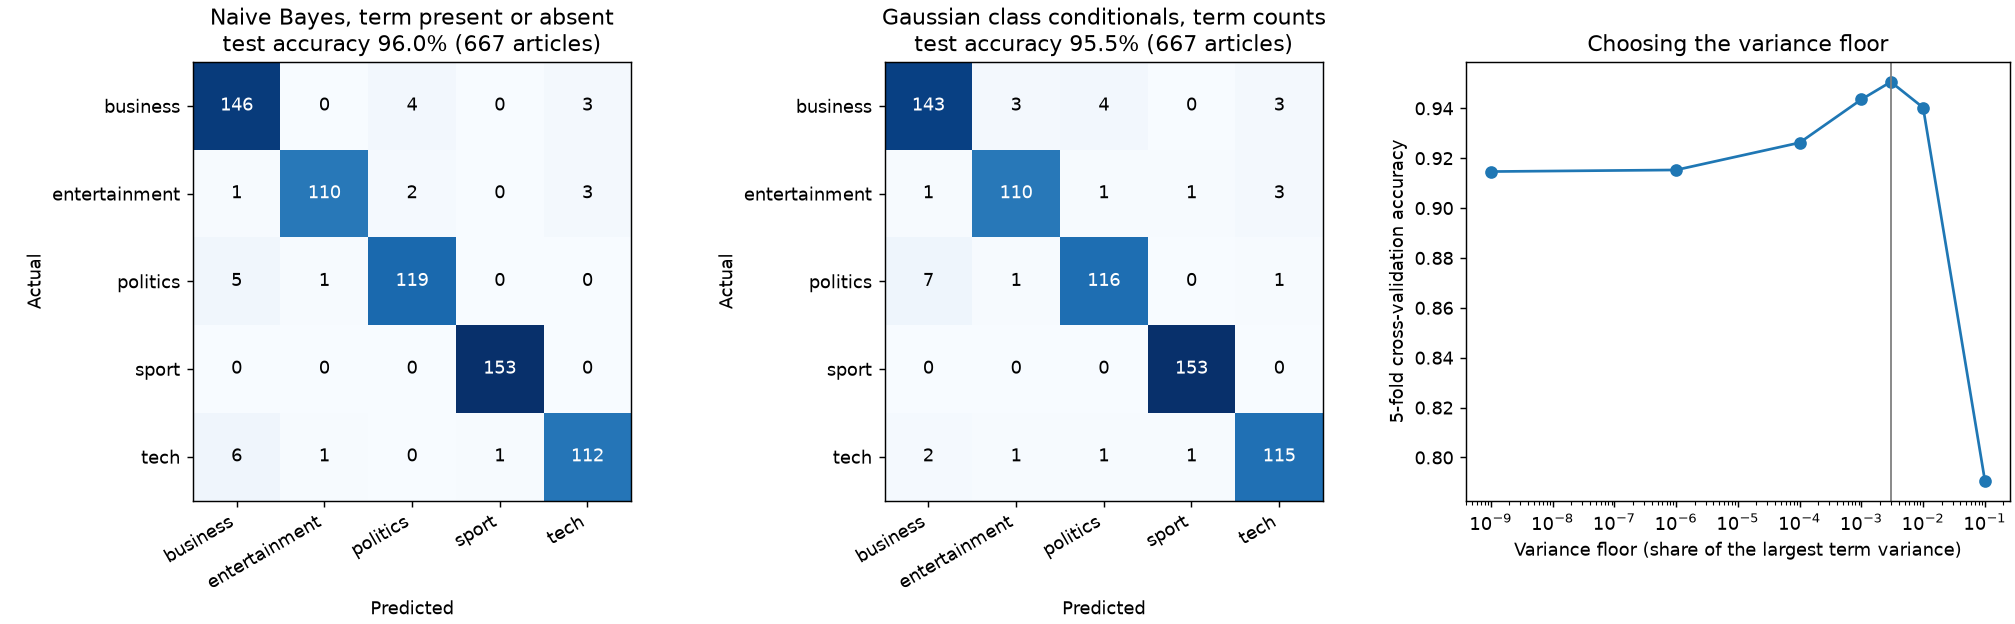 Naive Bayes, term present or absent
test accuracy 96.0% (667 articles)
Actual
business 146 0 4 0 3
entertainment 1 110 2 0 3
politics 5 1 119 0 0
sport 0 0 0 153 0
tech 6 1 0 1 112
business entertainment politics sport tech
Predicted
Gaussian class conditionals, term counts
test accuracy 95.5% (667 articles)
Actual
business 143 3 4 0 3
entertainment 1 110 1 1 3
politics 7 1 116 0 1
sport 0 0 0 153 0
tech 2 1 1 1 115
business entertainment politics sport tech
Predicted
Choosing the variance floor
5-fold cross-validation accuracy
0.94
0.92
0.90
0.88
0.86
0.84
0.82
0.80
10⁻⁹ 10⁻⁸ 10⁻⁷ 10⁻⁶ 10⁻⁵ 10⁻⁴ 10⁻³ 10⁻² 10⁻¹
Variance floor (share of the largest term variance)